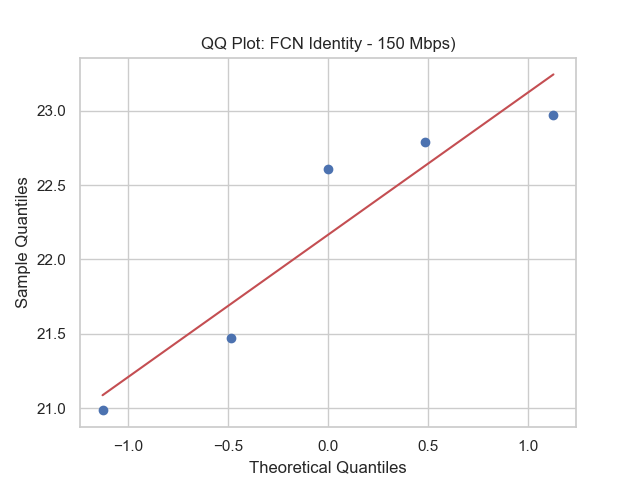 QQ Plot: FCN Identity - 150 Mbps)
Sample Quantiles
23.0
22.5
22.0
21.5
21.0
−1.0 −0.5 0.0 0.5 1.0
Theoretical Quantiles